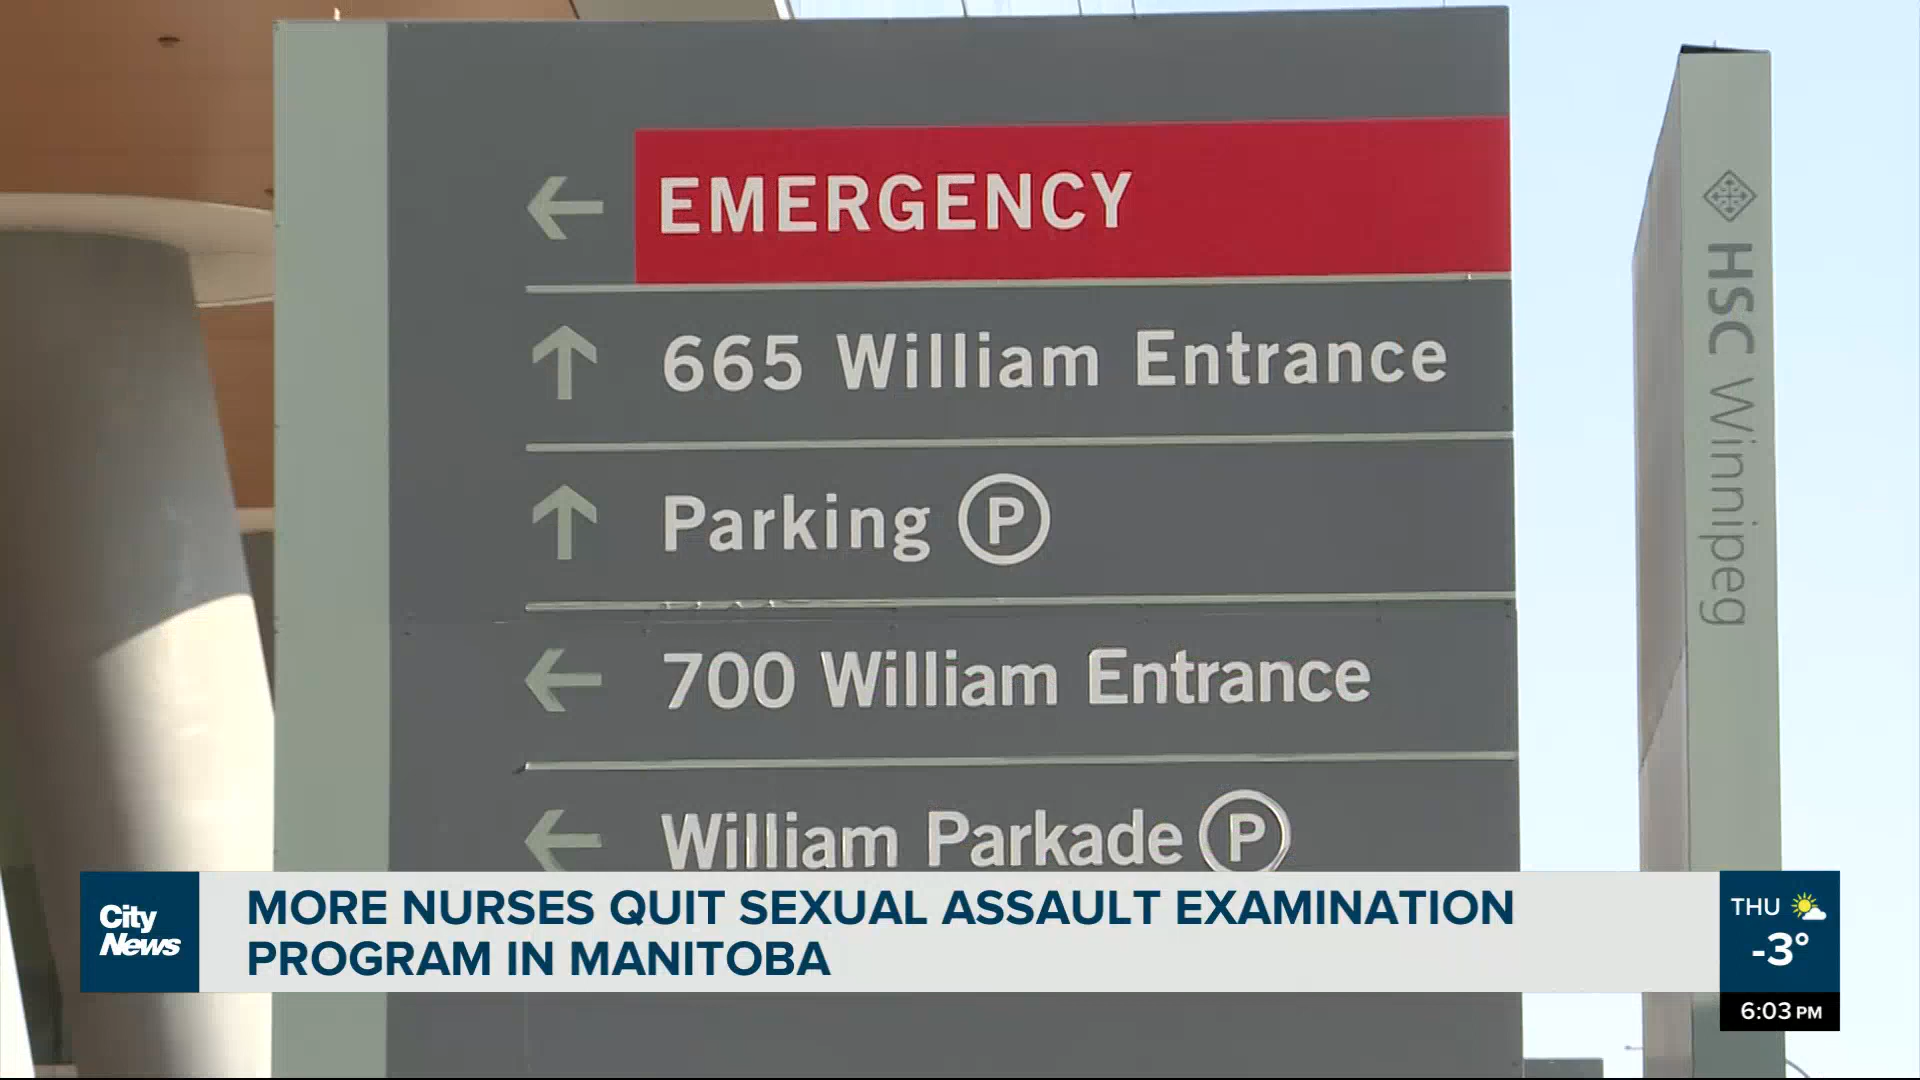 EMERGENCY
665 William Entrance
Parking P
700 William Entrance
William Parkade P
HSC Winnipeg
City
News
MORE NURSES QUIT SEXUAL ASSAULT EXAMINATION
PROGRAM IN MANITOBA
THU
-3°
6:03 PM